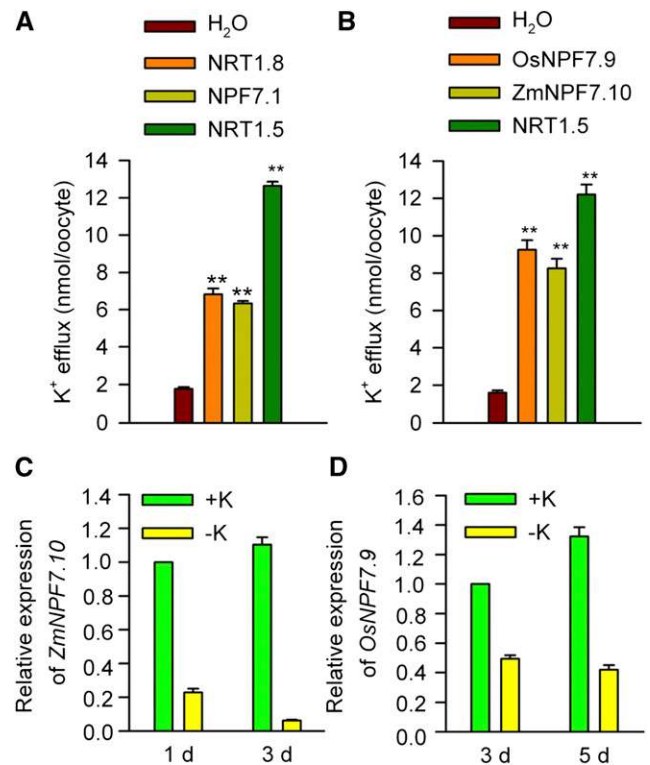 A
H₂O
NRT1.8
NPF7.1
NRT1.5
K⁺ efflux (nmol/oocyte)
14
12
10
8
6
4
2
0
**
**
**
B
H₂O
OsNPF7.9
ZmNPF7.10
NRT1.5
K⁺ efflux (nmol/oocyte)
14
12
10
8
6
4
2
0
**
**
**
C
+K
-K
Relative expression
of ZmNPF7.10
1.4
1.2
1.0
0.8
0.6
0.4
0.2
0.0
1 d
3 d
D
+K
-K
Relative expression
of OsNPF7.9
1.6
1.4
1.2
1.0
0.8
0.6
0.4
0.2
0.0
3 d
5 d